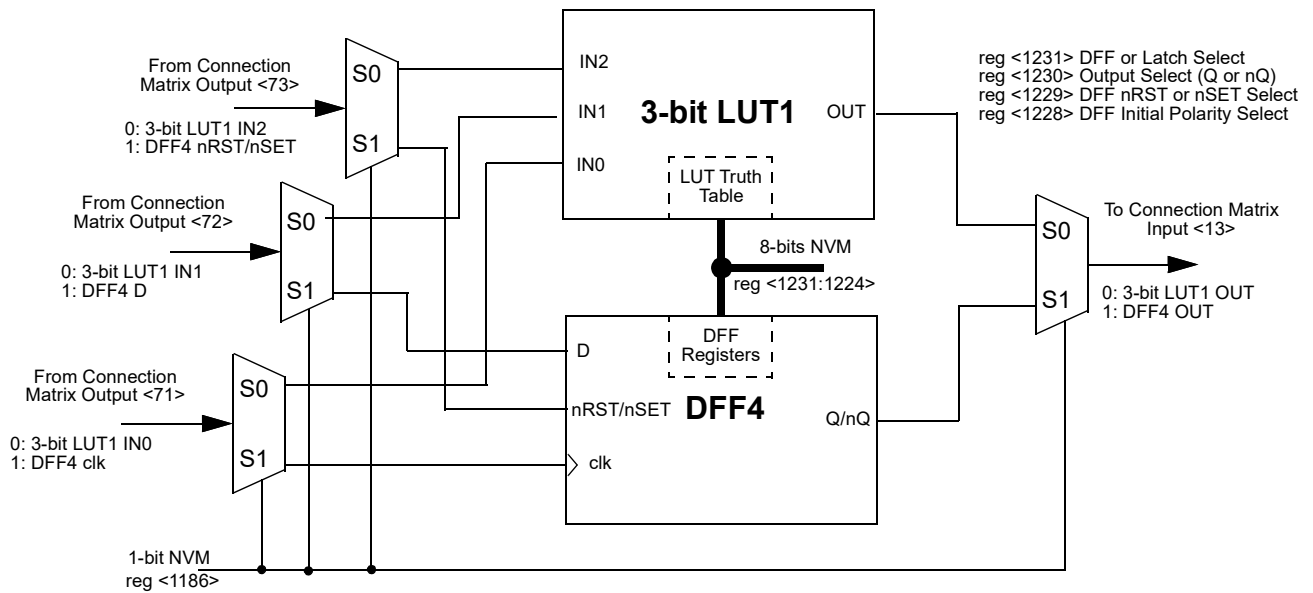 From Connection
Matrix Output <73>
0: 3-bit LUT1 IN2
1: DFF4 nRST/nSET
S0
S1
From Connection
Matrix Output <72>
0: 3-bit LUT1 IN1
1: DFF4 D
S0
S1
From Connection
Matrix Output <71>
0: 3-bit LUT1 IN0
1: DFF4 clk
S0
S1
1-bit NVM
reg <1186>
IN2
IN1
IN0
3-bit LUT1
OUT
LUT Truth
Table
8-bits NVM
reg <1231:1224>
DFF
Registers
D
nRST/nSET
DFF4
Q/nQ
clk
reg <1231> DFF or Latch Select
reg <1230> Output Select (Q or nQ)
reg <1229> DFF nRST or nSET Select
reg <1228> DFF Initial Polarity Select
S0
S1
To Connection Matrix
Input <13>
0: 3-bit LUT1 OUT
1: DFF4 OUT